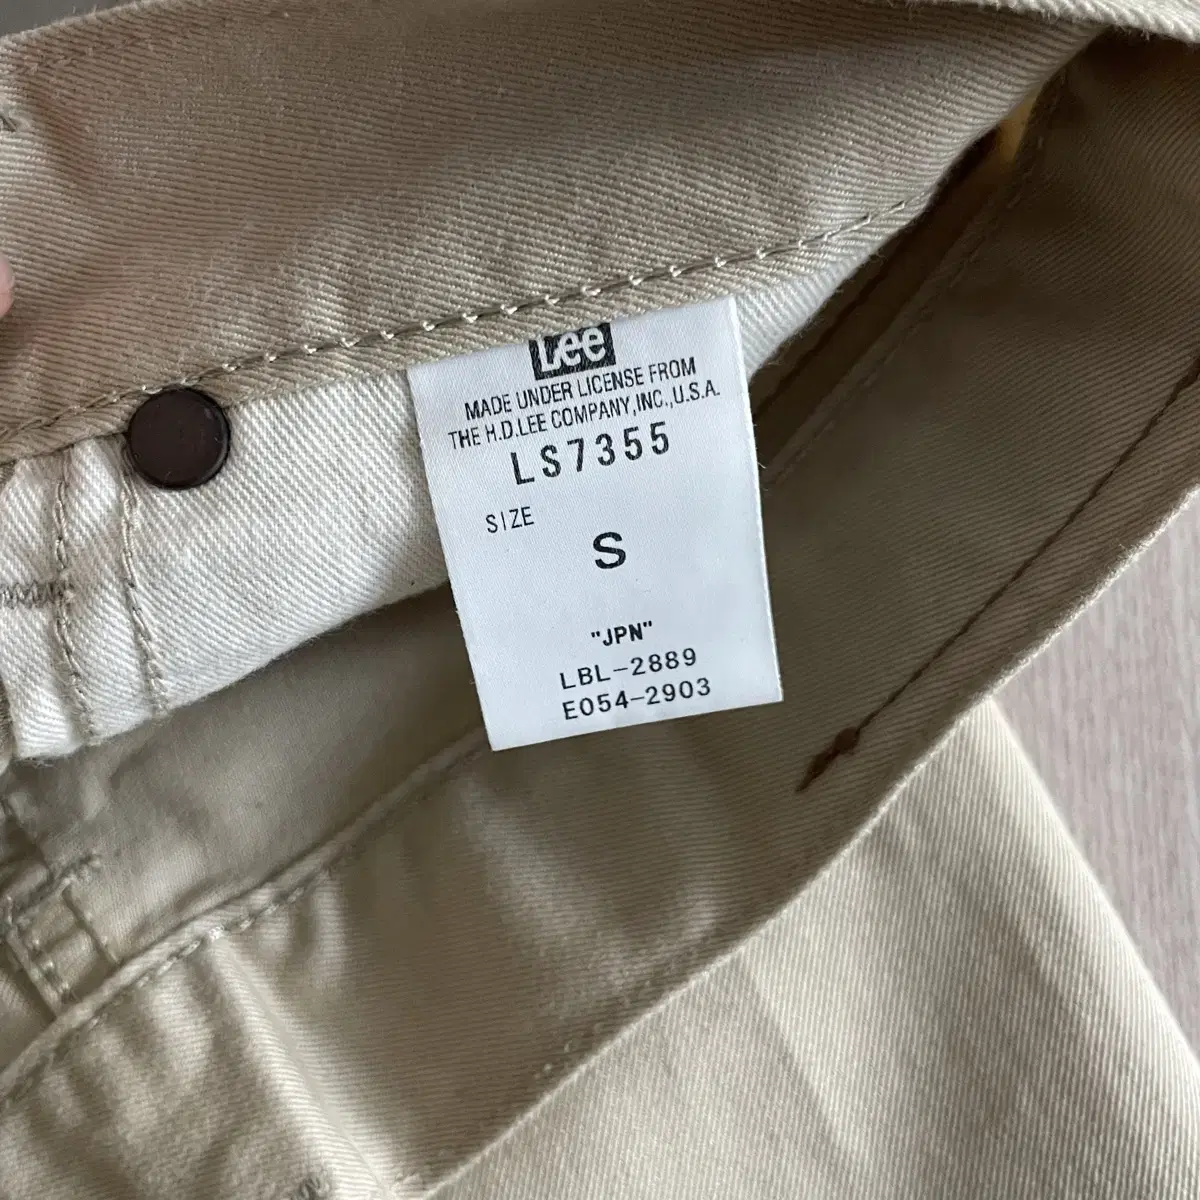 Lee
MADE UNDER LICENSE FROM
THE H.D.LEE COMPANY,INC.,U.S.A.
LS7355
SIZE
S
"JPN"
LBL-2889
E054-2903